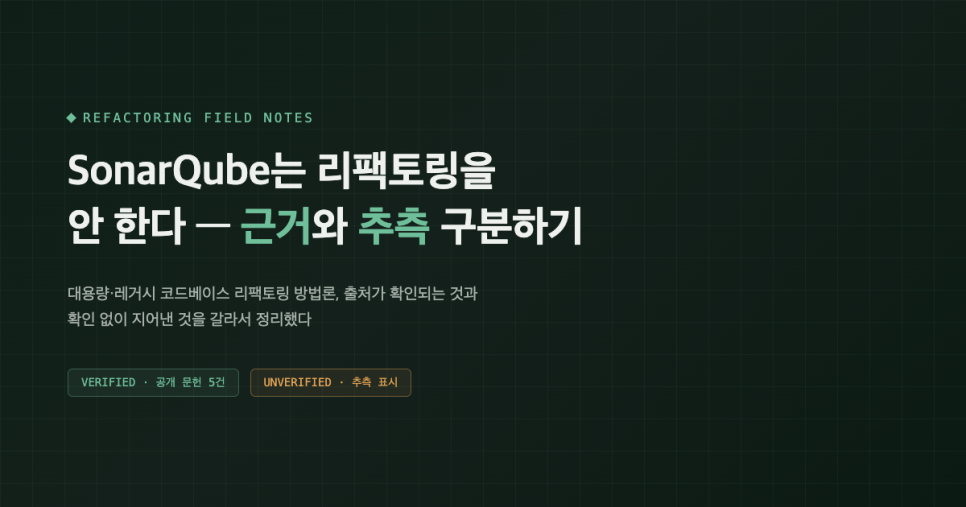 ◆ REFACTORING FIELD NOTES
SonarQube는 리팩토링을
안 한다 — 근거와 추측 구분하기
대용량·레거시 코드베이스 리팩토링 방법론, 출처가 확인되는 것과
확인 없이 지어낸 것을 갈라서 정리했다
VERIFIED · 공개 문헌 5건
UNVERIFIED · 추측 표시